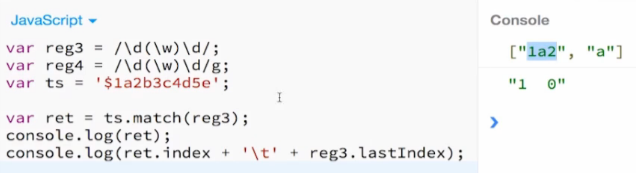 JavaScript
Console
var reg3 = /\d(\w)\d/;
var reg4 = /\d(\w)\d/g;
var ts = '$1a2b3c4d5e';
var ret = ts.match(reg3);
console.log(ret);
console.log(ret.index + '\t' + reg3.lastIndex);
["1a2", "a"]
"1  0"